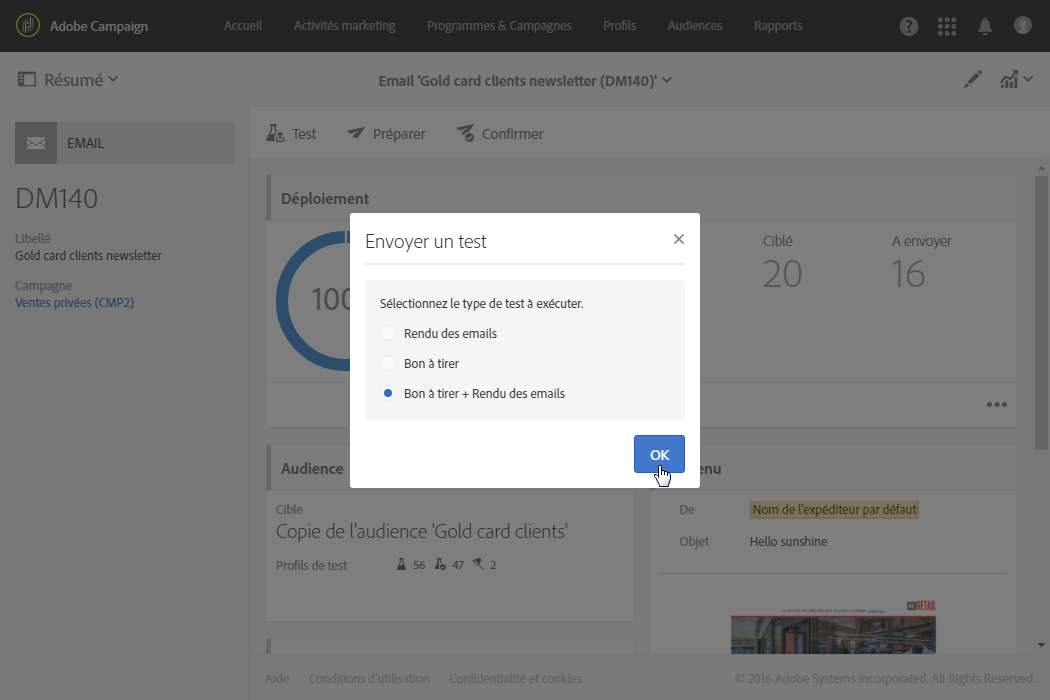 Adobe Campaign
Accueil
Activités marketing
Programmes & Campagnes
Profils
Audiences
Rapports
Résumé
Email 'Gold card clients newsletter (DM140)'
EMAIL
Test
Préparer
Confirmer
DM140
Libellé
Gold card clients newsletter
Campagne
Ventes privées (CMP2)
Déploiement
100
Ciblé
20
A envoyer
16
Envoyer un test
Sélectionnez le type de test à exécuter.
Rendu des emails
Bon à tirer
Bon à tirer + Rendu des emails
OK
Audience
Cible
Copie de l'audience 'Gold card clients'
Profils de test
56
47
2
De
Nom de l'expéditeur par défaut
Objet
Hello sunshine
RETAIL
Aide
Conditions d'utilisation
Confidentialité et cookies
© 2016 Adobe Systems Incorporated. All Rights Reserved.